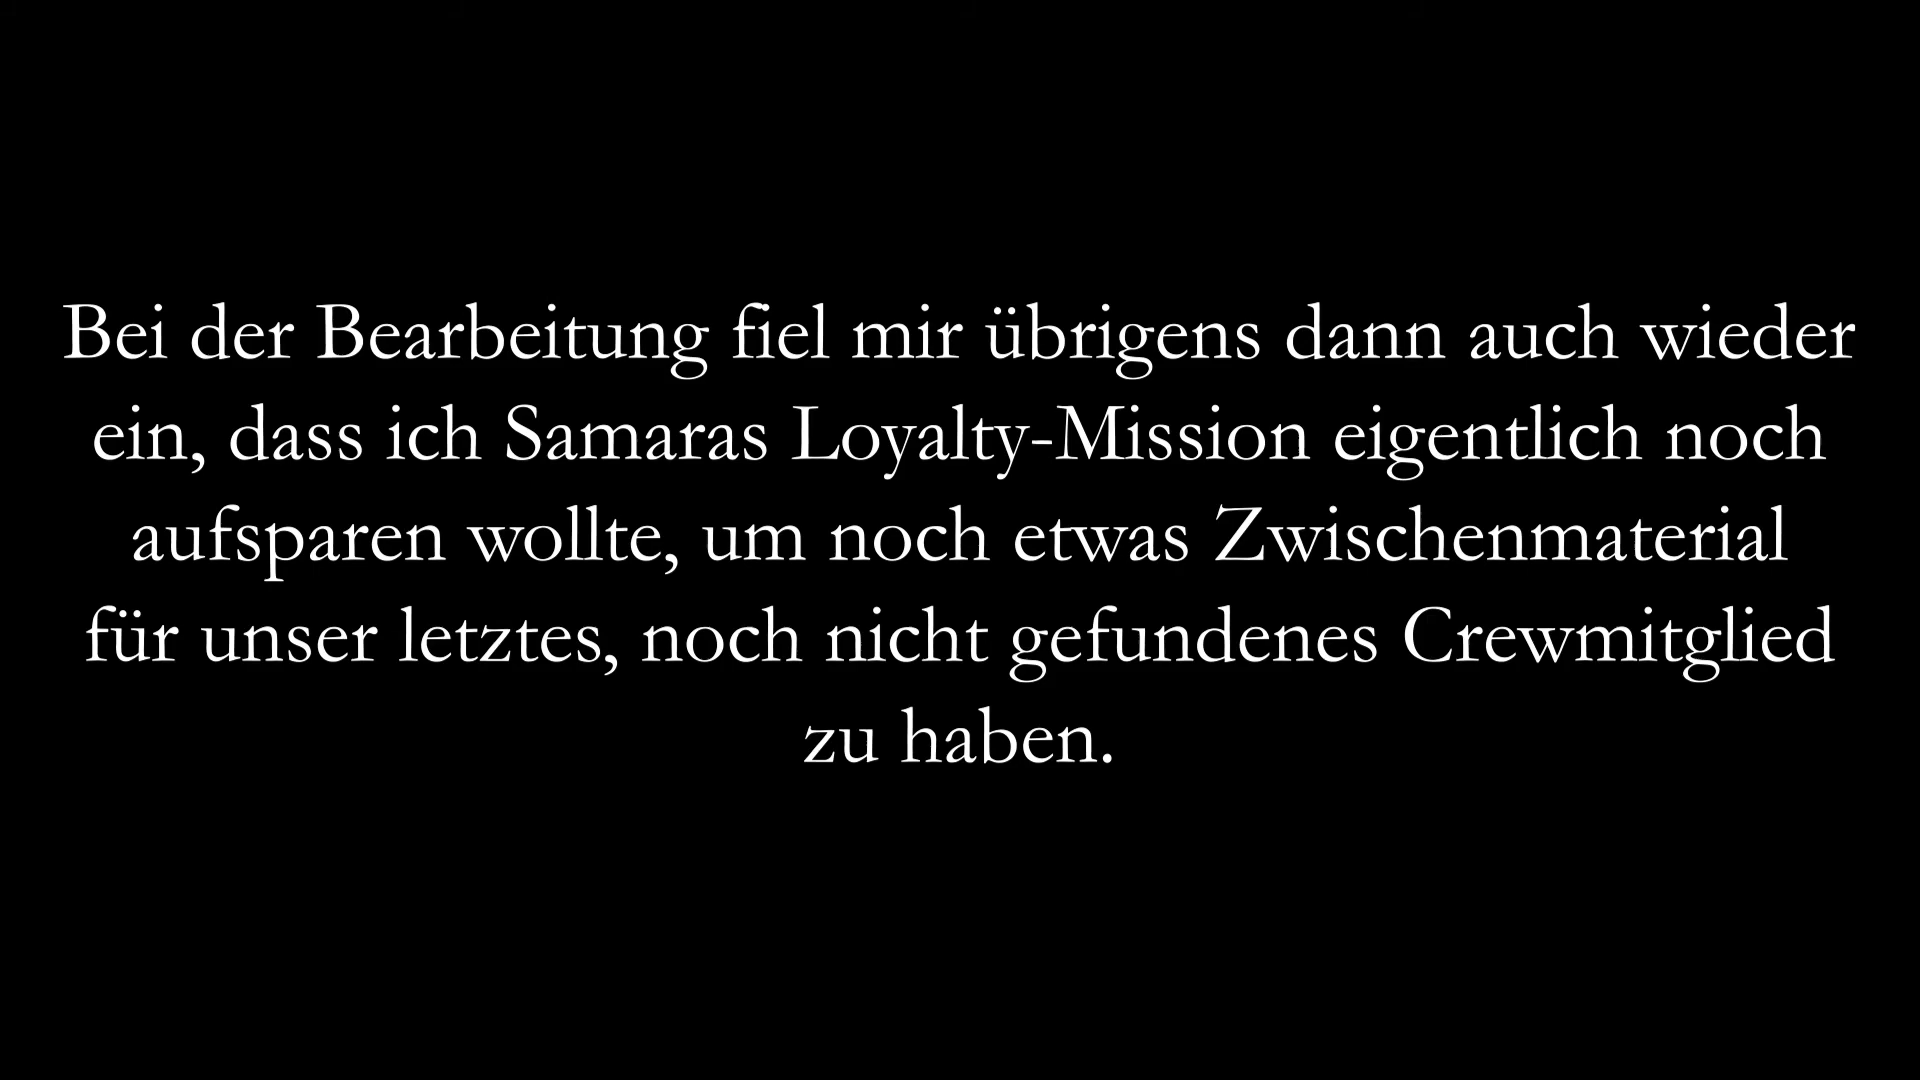 Bei der Bearbeitung fiel mir übrigens dann auch wieder
ein, dass ich Samaras Loyalty-Mission eigentlich noch
aufsparen wollte, um noch etwas Zwischenmaterial
für unser letztes, noch nicht gefundenes Crewmitglied
zu haben.